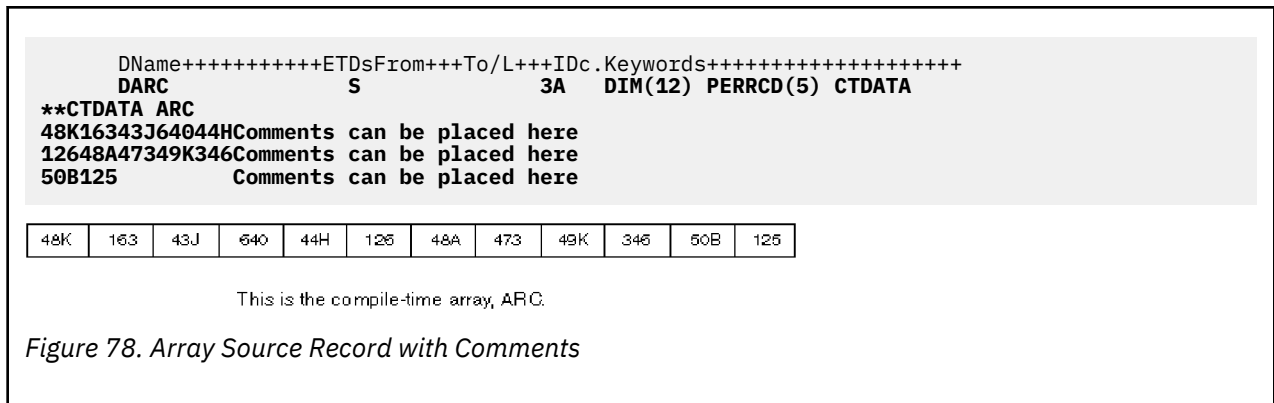 DName+++++++++++ETDsFrom+++To/L+++IDc.Keywords++++++++++++++++++++
DARC              S              3A   DIM(12) PERRCD(5) CTDATA
**CTDATA ARC
48K16343J64044HComments can be placed here
12648A47349K346Comments can be placed here
50B125         Comments can be placed here
48K 163 43J 640 44H 126 48A 473 49K 346 50B 125
This is the compile-time array, ARC.
Figure 78. Array Source Record with Comments